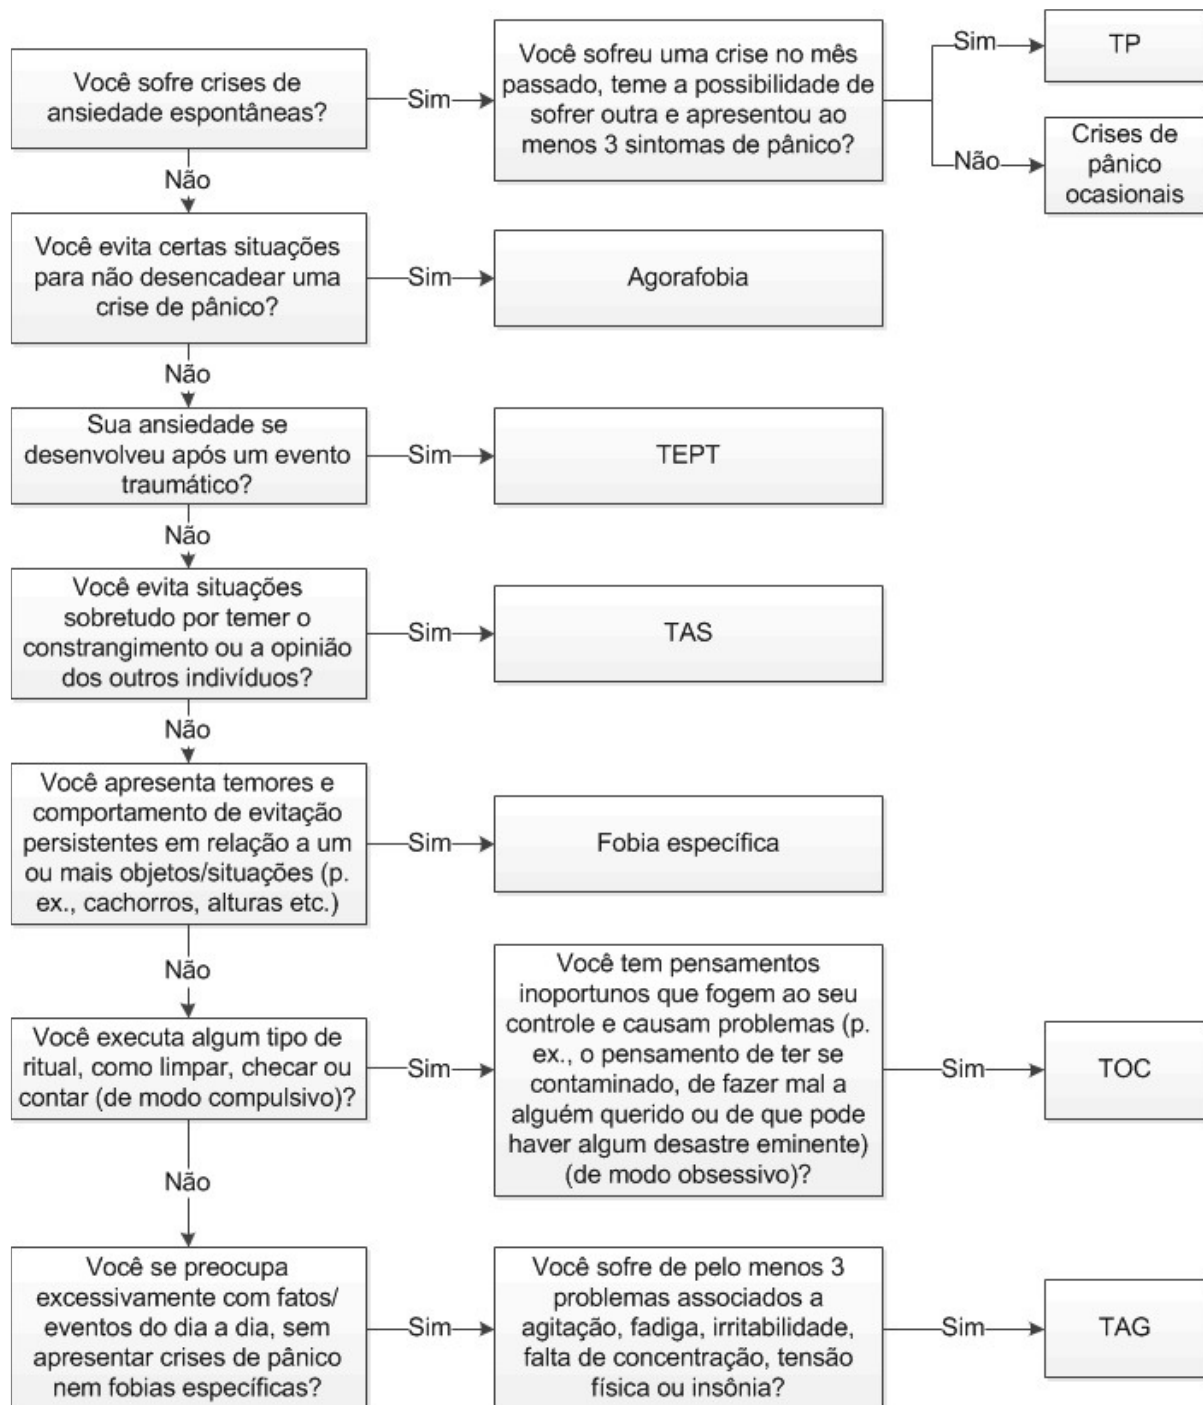 Você sofre crises de
ansiedade espontâneas?
Sim
Você sofreu uma crise no mês
passado, teme a possibilidade de
sofrer outra e apresentou ao
menos 3 sintomas de pânico?
Sim
TP
Não
Crises de
pânico
ocasionais
Não
Você evita certas situações
para não desencadear uma
crise de pânico?
Sim
Agorafobia
Não
Sua ansiedade se
desenvolveu após um evento
traumático?
Sim
TEPT
Não
Você evita situações
sobretudo por temer o
constrangimento ou a opinião
dos outros indivíduos?
Sim
TAS
Não
Você apresenta temores e
comportamento de evitação
persistentes em relação a um
ou mais objetos/situações (p.
ex., cachorros, alturas etc.)
Sim
Fobia específica
Não
Você executa algum tipo de
ritual, como limpar, checar ou
contar (de modo compulsivo)?
Sim
Você tem pensamentos
inoportunos que fogem ao seu
controle e causam problemas (p.
ex., o pensamento de ter se
contaminado, de fazer mal a
alguém querido ou de que pode
haver algum desastre eminente)
(de modo obsessivo)?
Sim
TOC
Não
Você se preocupa
excessivamente com fatos/
eventos do dia a dia, sem
apresentar crises de pânico
nem fobias específicas?
Sim
Você sofre de pelo menos 3
problemas associados a
agitação, fadiga, irritabilidade,
falta de concentração, tensão
física ou insônia?
Sim
TAG